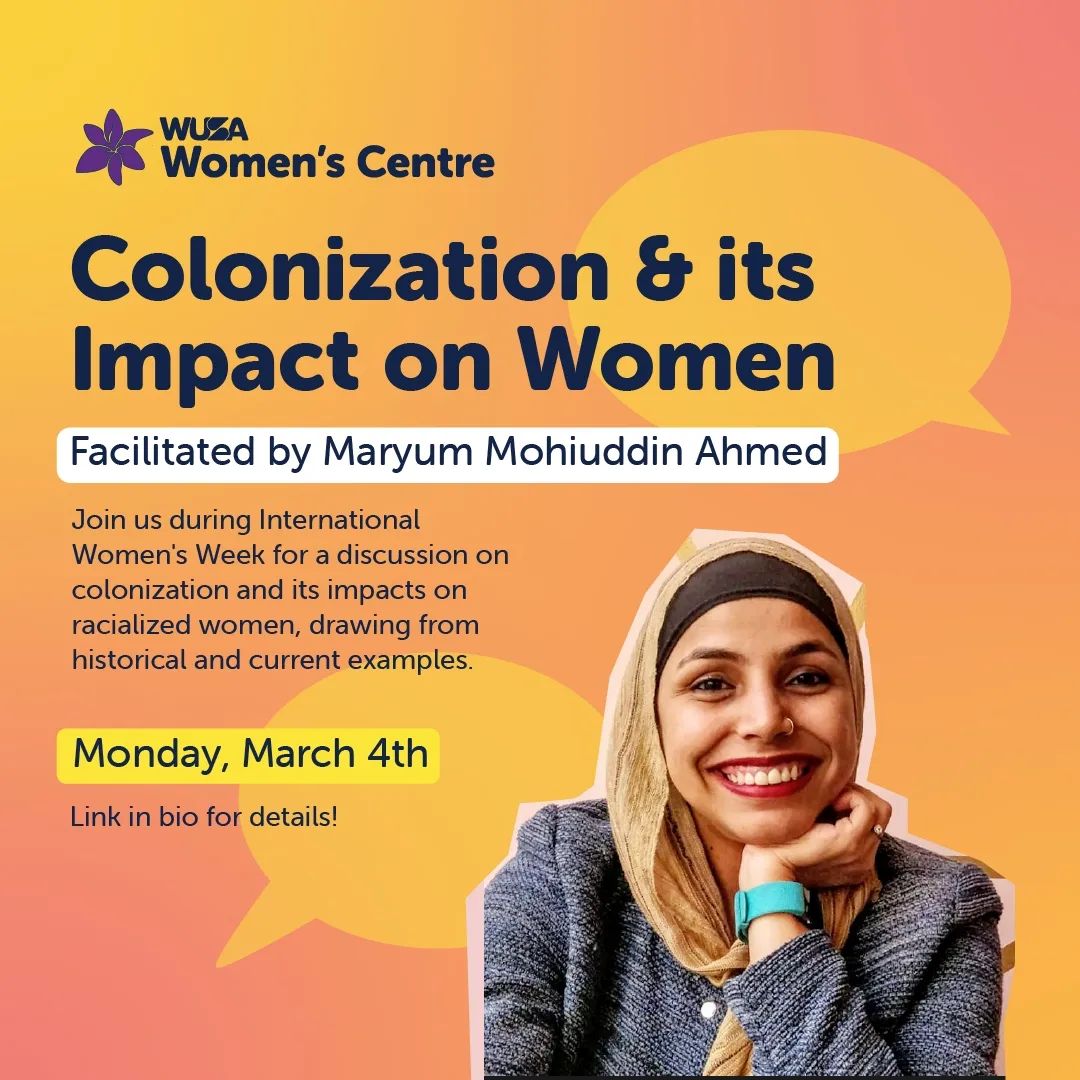 WUSA
Women's Centre
Colonization & its
Impact on Women
Facilitated by Maryum Mohiuddin Ahmed
Join us during International
Women's Week for a discussion on
colonization and its impacts on
racialized women, drawing from
historical and current examples.
Monday, March 4th
Link in bio for details!